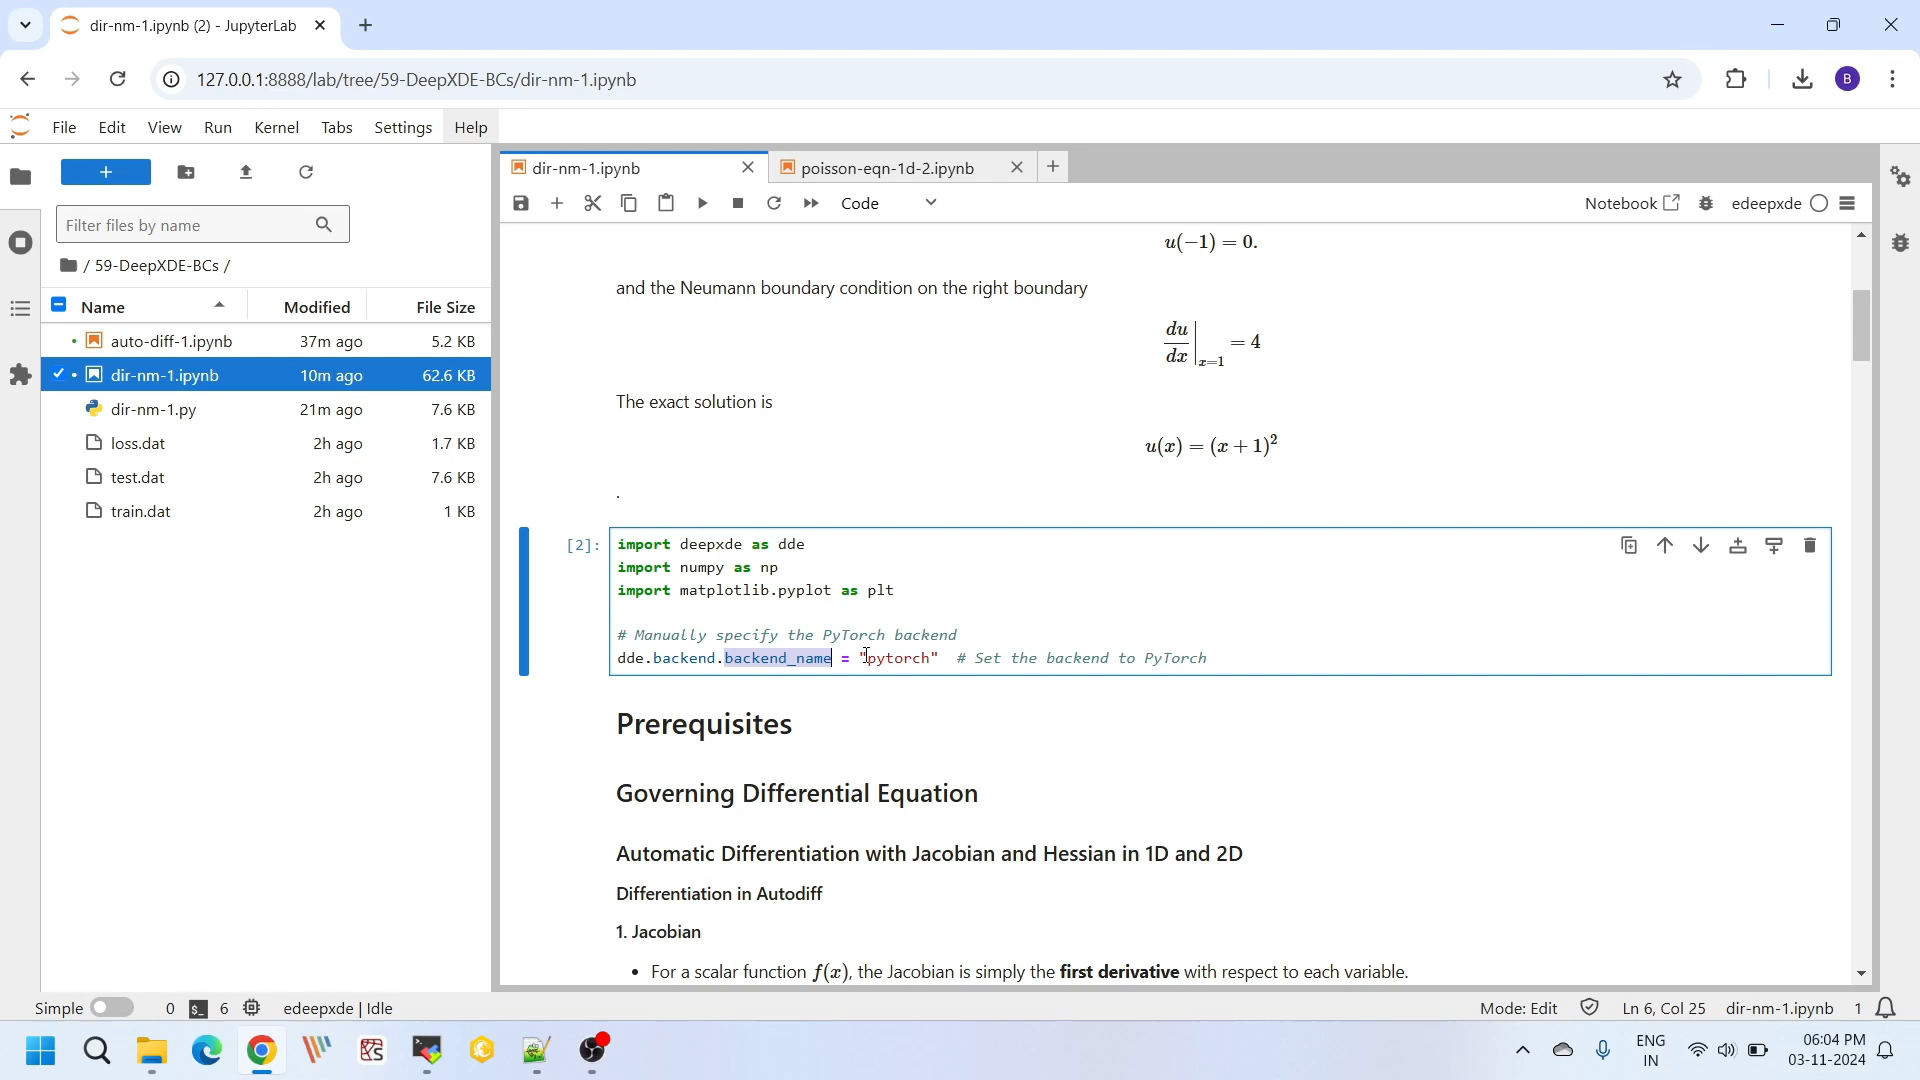 dir-nm-1.ipynb (2) - JupyterLab
127.0.0.1:8888/lab/tree/59-DeepXDE-BCs/dir-nm-1.ipynb
B
File Edit View Run Kernel Tabs Settings Help
dir-nm-1.ipynb
poisson-eqn-1d-2.ipynb
Code
Notebook
edeepxde
Filter files by name
/ 59-DeepXDE-BCs /
Name Modified File Size
auto-diff-1.ipynb 37m ago 5.2 KB
dir-nm-1.ipynb 10m ago 62.6 KB
dir-nm-1.py 21m ago 7.6 KB
loss.dat 2h ago 1.7 KB
test.dat 2h ago 7.6 KB
train.dat 2h ago 1 KB
u(−1) = 0.
and the Neumann boundary condition on the right boundary
du/dx|x=1 = 4
The exact solution is
u(x) = (x + 1)²
.
[2]:
import deepxde as dde
import numpy as np
import matplotlib.pyplot as plt
# Manually specify the PyTorch backend
dde.backend.backend_name = "pytorch" # Set the backend to PyTorch
Prerequisites
Governing Differential Equation
Automatic Differentiation with Jacobian and Hessian in 1D and 2D
Differentiation in Autodiff
1. Jacobian
• For a scalar function f(x), the Jacobian is simply the first derivative with respect to each variable.
Simple 0 6 edeepxde | Idle
Mode: Edit Ln 6, Col 25 dir-nm-1.ipynb 1
ENG
IN
06:04 PM
03-11-2024